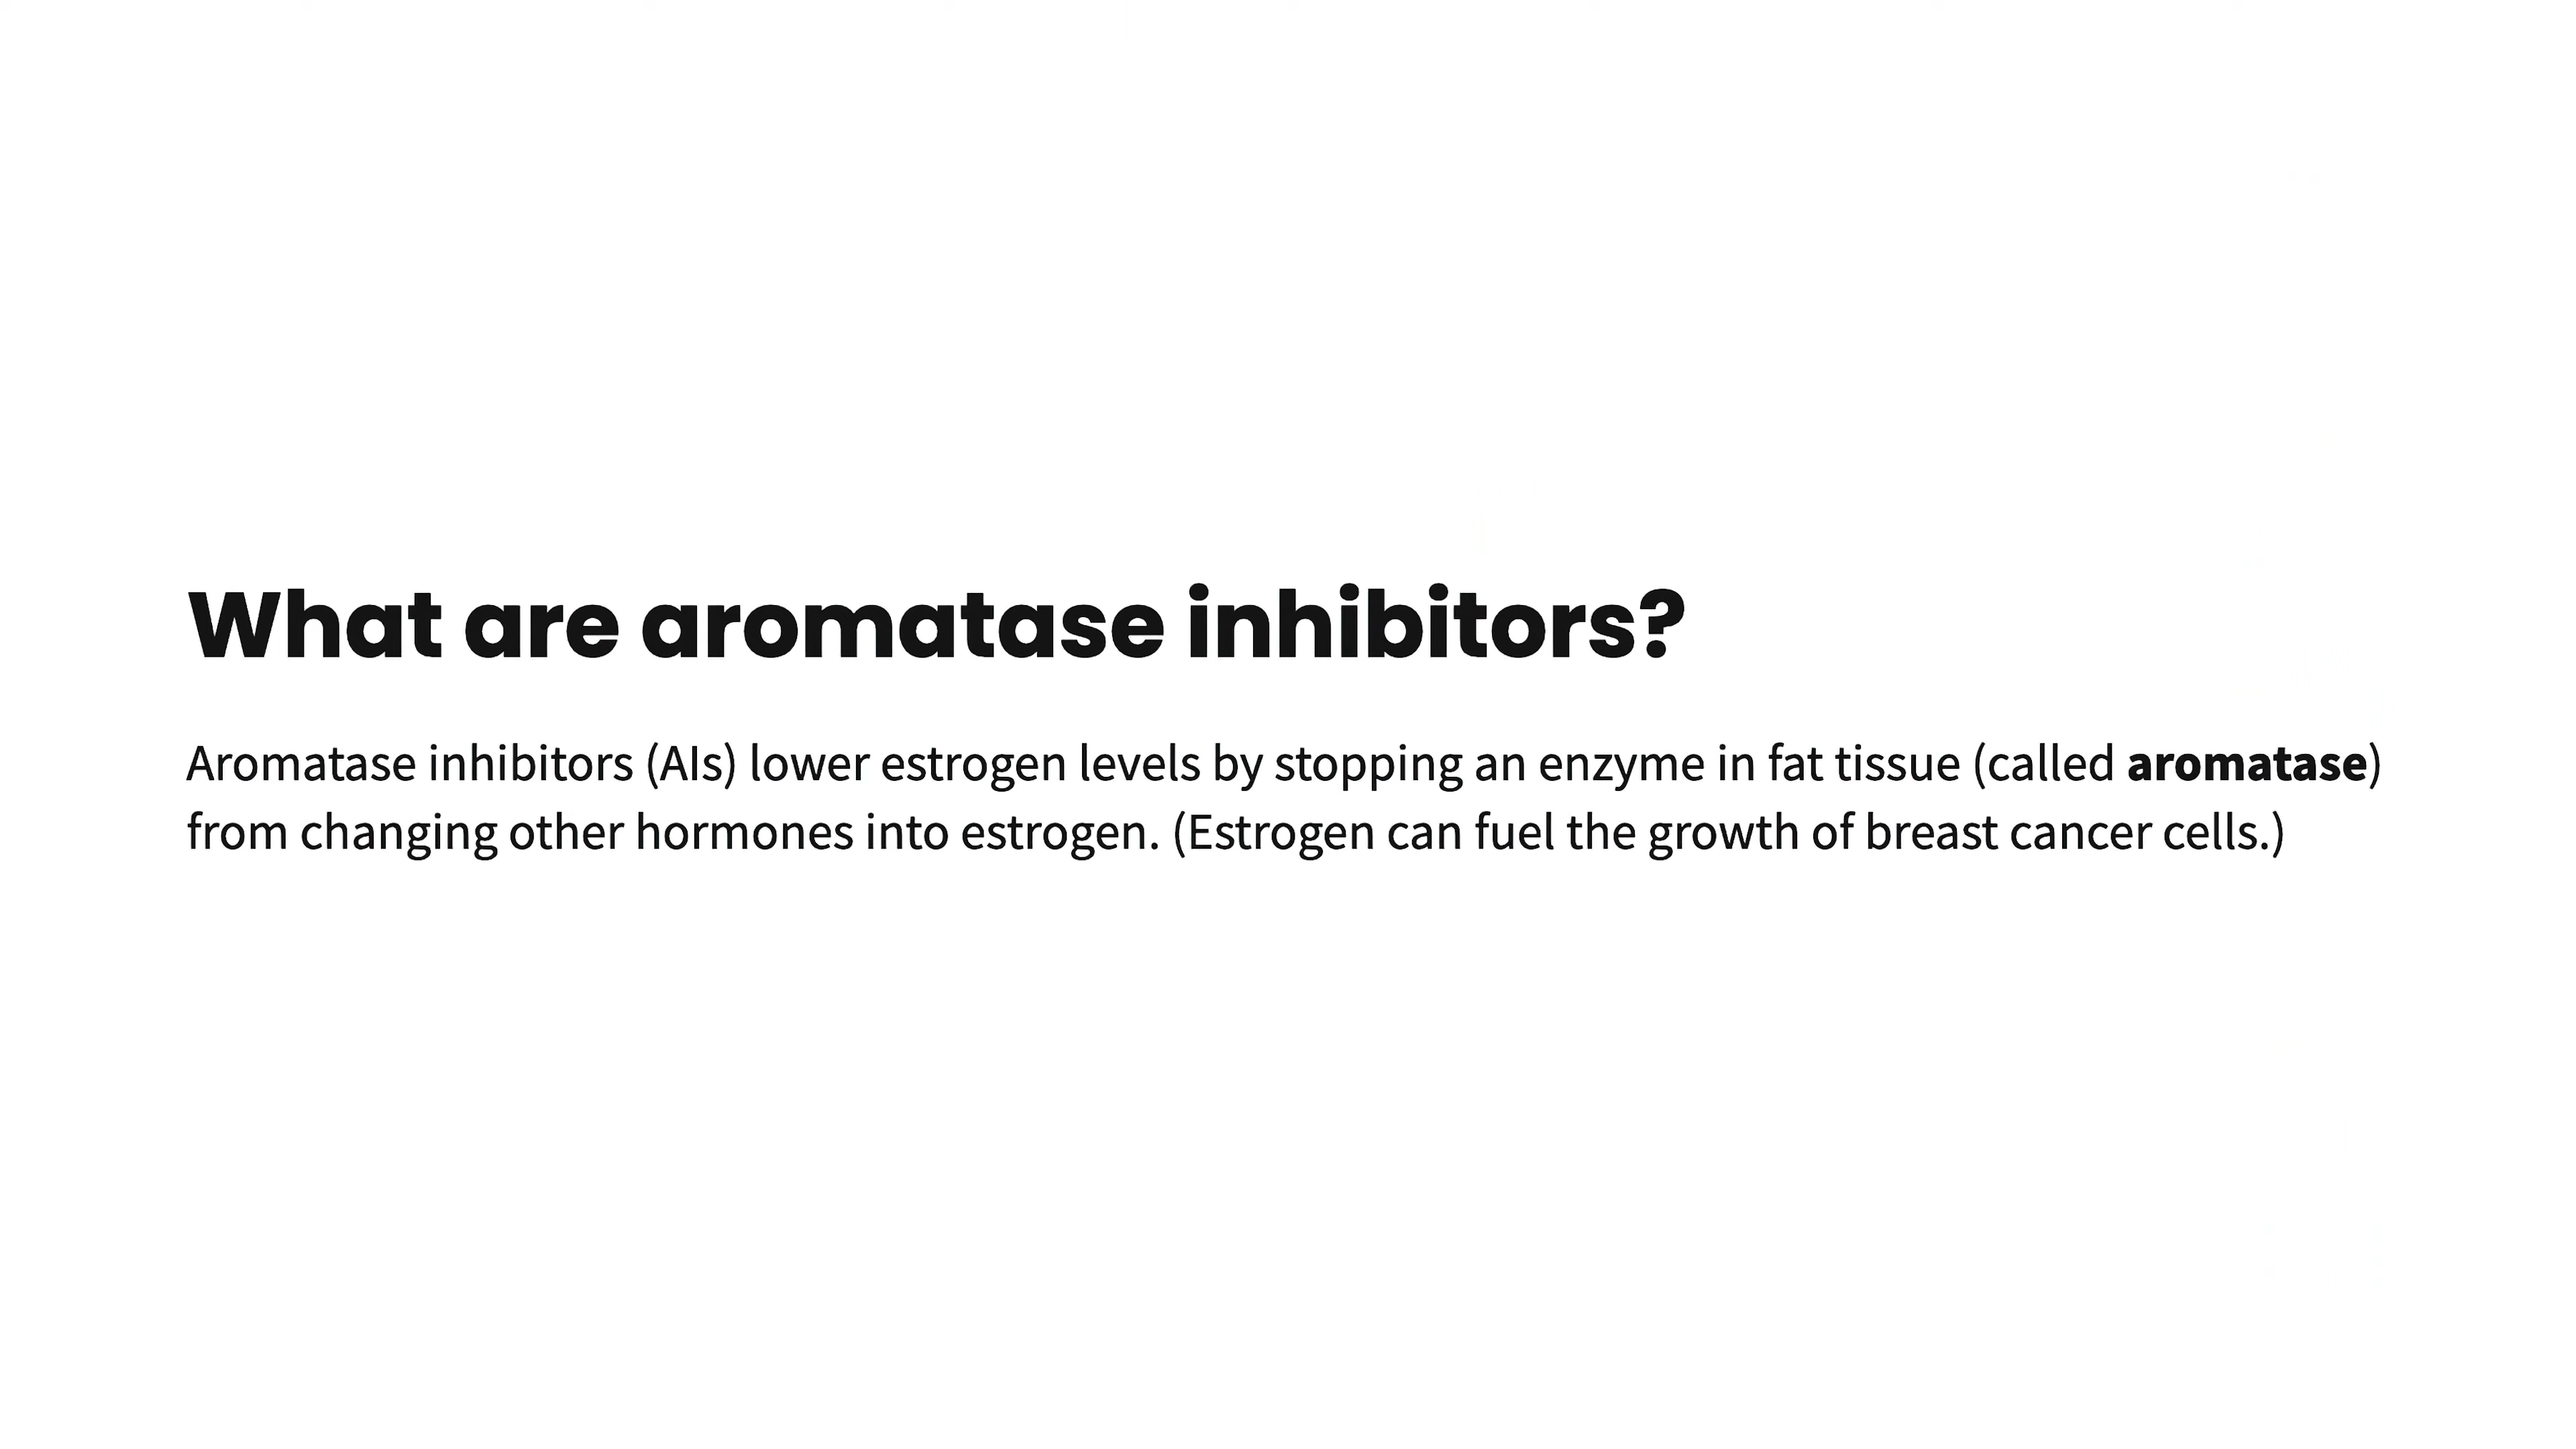 What are aromatase inhibitors?
Aromatase inhibitors (AIs) lower estrogen levels by stopping an enzyme in fat tissue (called aromatase)
from changing other hormones into estrogen. (Estrogen can fuel the growth of breast cancer cells.)